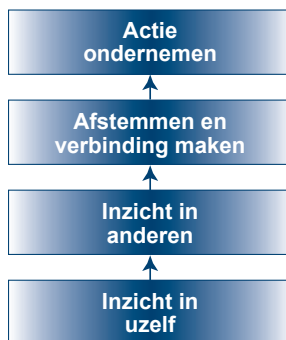 Actie
ondernemen
Afstemmen en
verbinding maken
Inzicht in
anderen
Inzicht in
uzelf